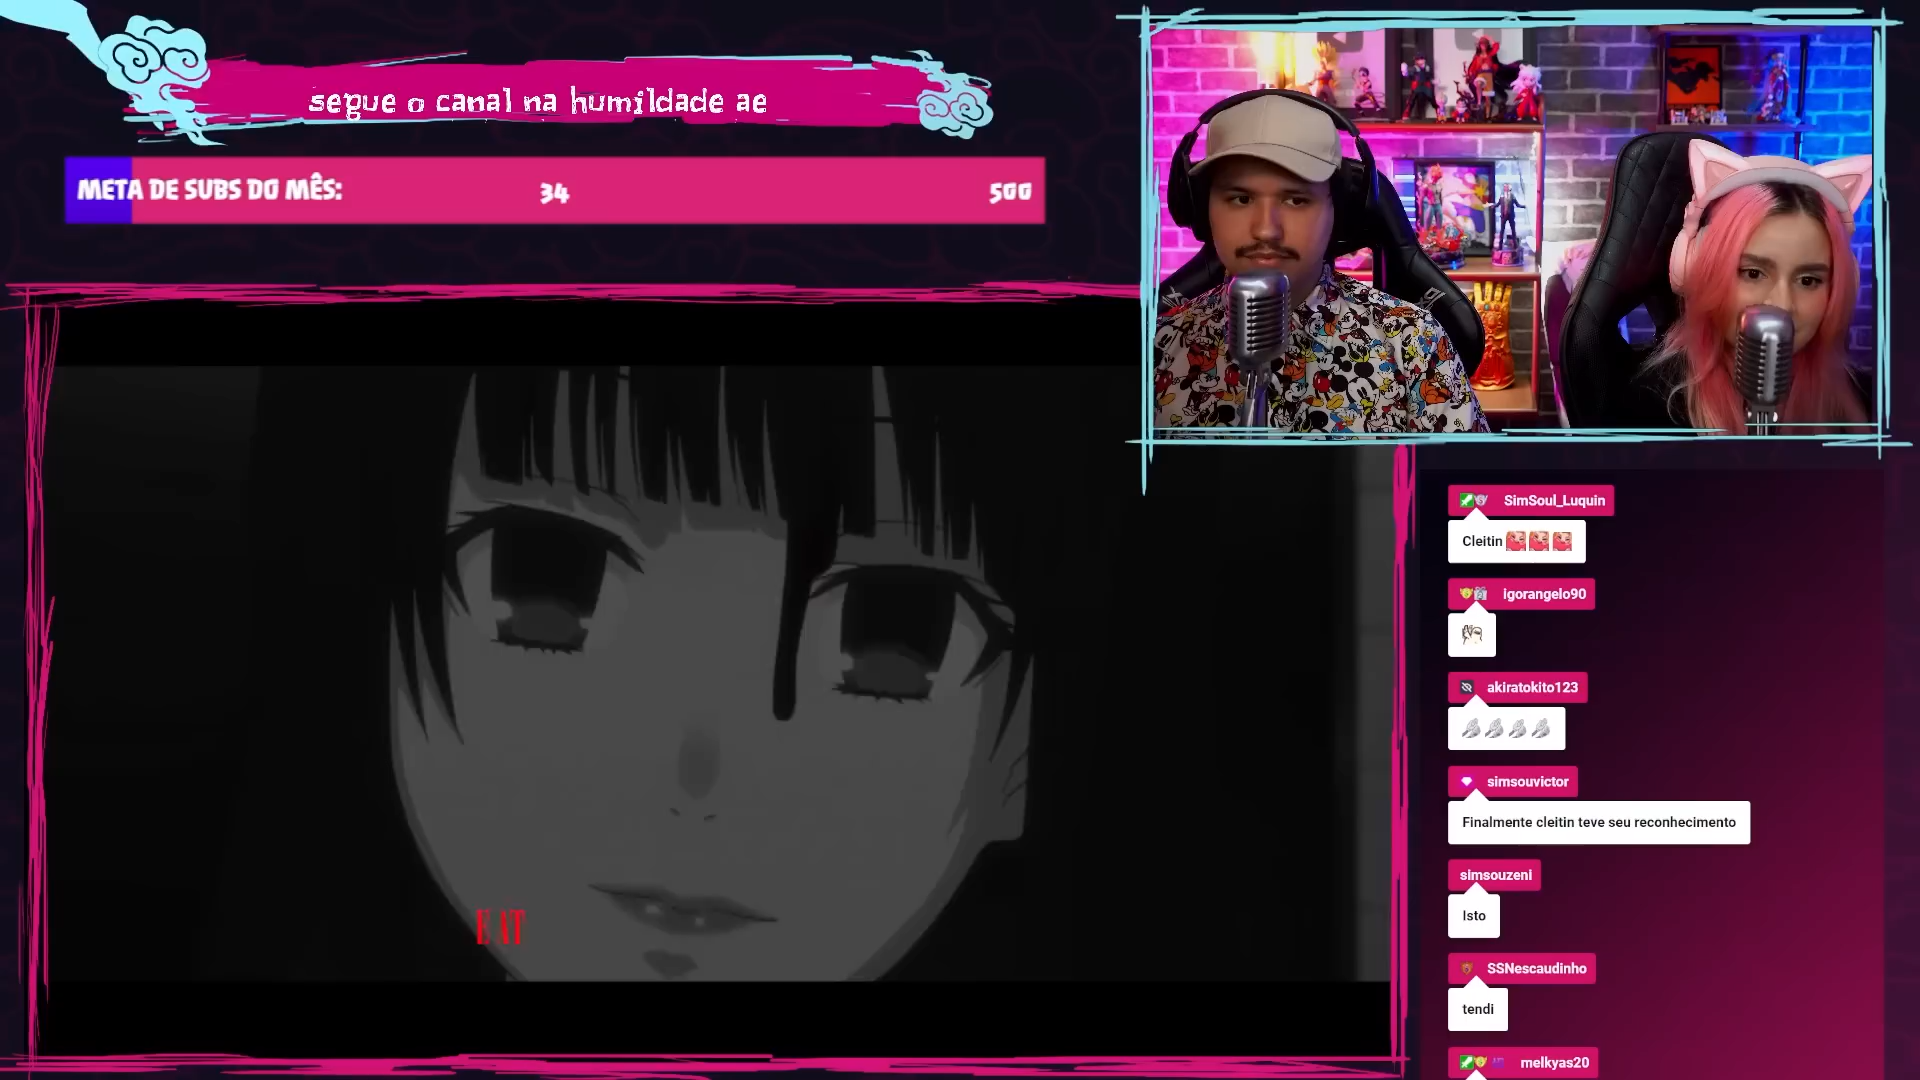 segue o canal na humildade ae
META DE SUBS DO MÊS: 34 500
EAT
SimSoul_Luquin
Cleitin
igorangelo90
akiratokito123
simsouvictor
Finalmente cleitin teve seu reconhecimento
simsouzeni
Isto
SSNescaudinho
tendi
melkyas20